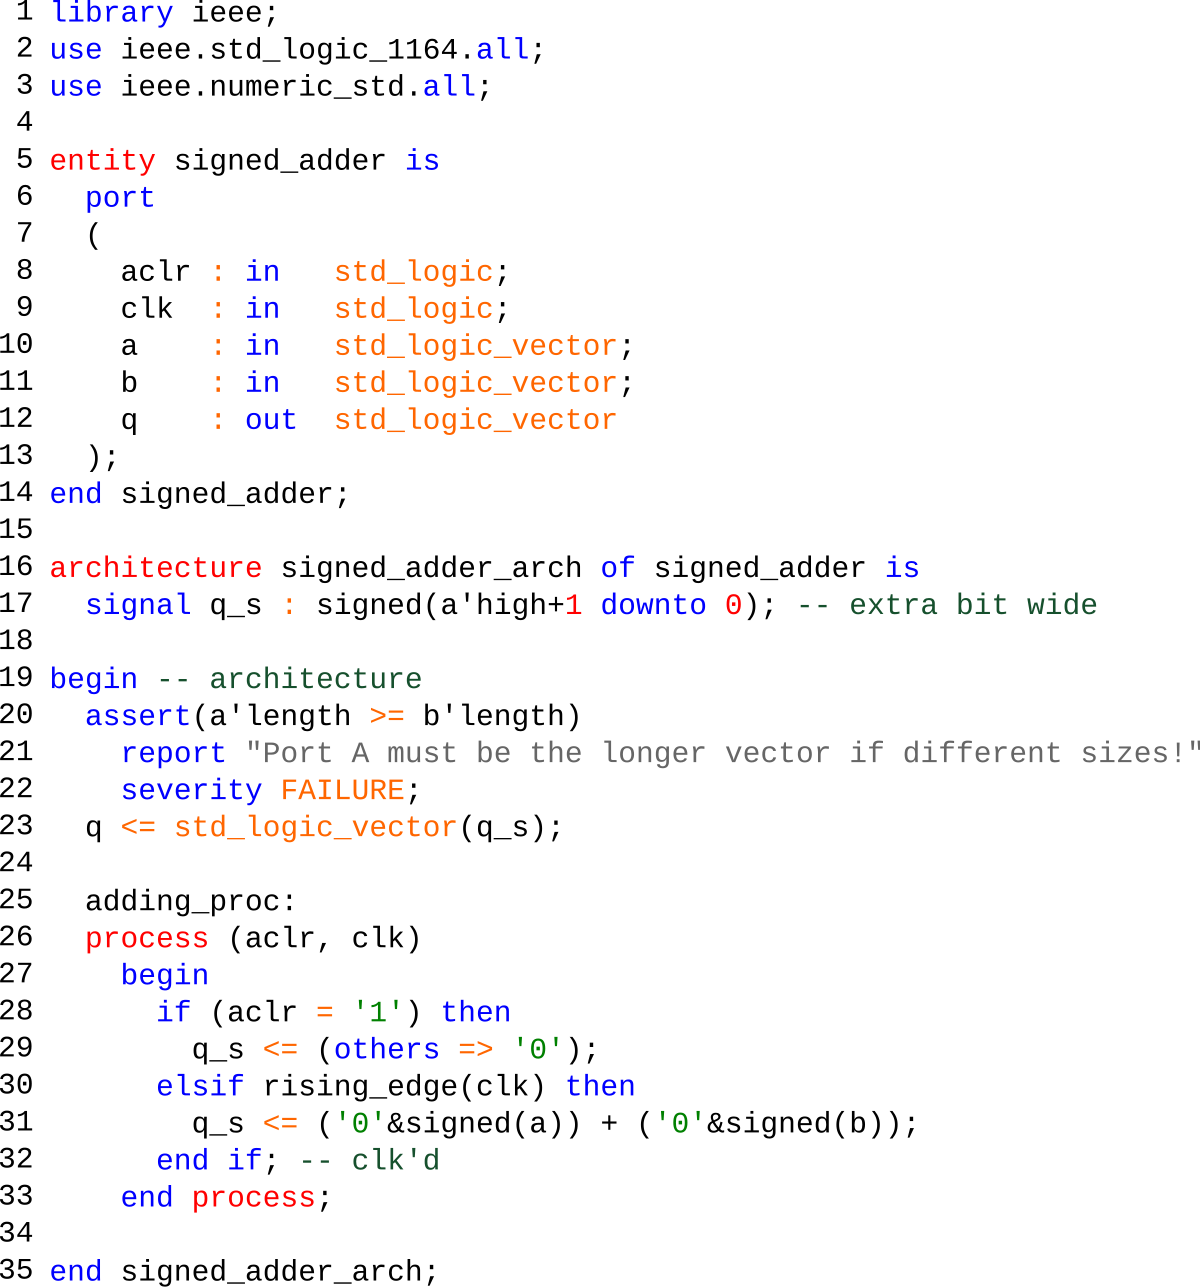 1 library ieee;
2 use ieee.std_logic_1164.all;
3 use ieee.numeric_std.all;
4
5 entity signed_adder is
6   port
7   (
8     aclr : in   std_logic;
9     clk  : in   std_logic;
10     a    : in   std_logic_vector;
11     b    : in   std_logic_vector;
12     q    : out  std_logic_vector
13   );
14 end signed_adder;
15
16 architecture signed_adder_arch of signed_adder is
17   signal q_s : signed(a'high+1 downto 0); -- extra bit wide
18
19 begin -- architecture
20   assert(a'length >= b'length)
21     report "Port A must be the longer vector if different sizes!"
22     severity FAILURE;
23   q <= std_logic_vector(q_s);
24
25   adding_proc:
26   process (aclr, clk)
27     begin
28       if (aclr = '1') then
29         q_s <= (others => '0');
30       elsif rising_edge(clk) then
31         q_s <= ('0'&signed(a)) + ('0'&signed(b));
32       end if; -- clk'd
33     end process;
34
35 end signed_adder_arch;